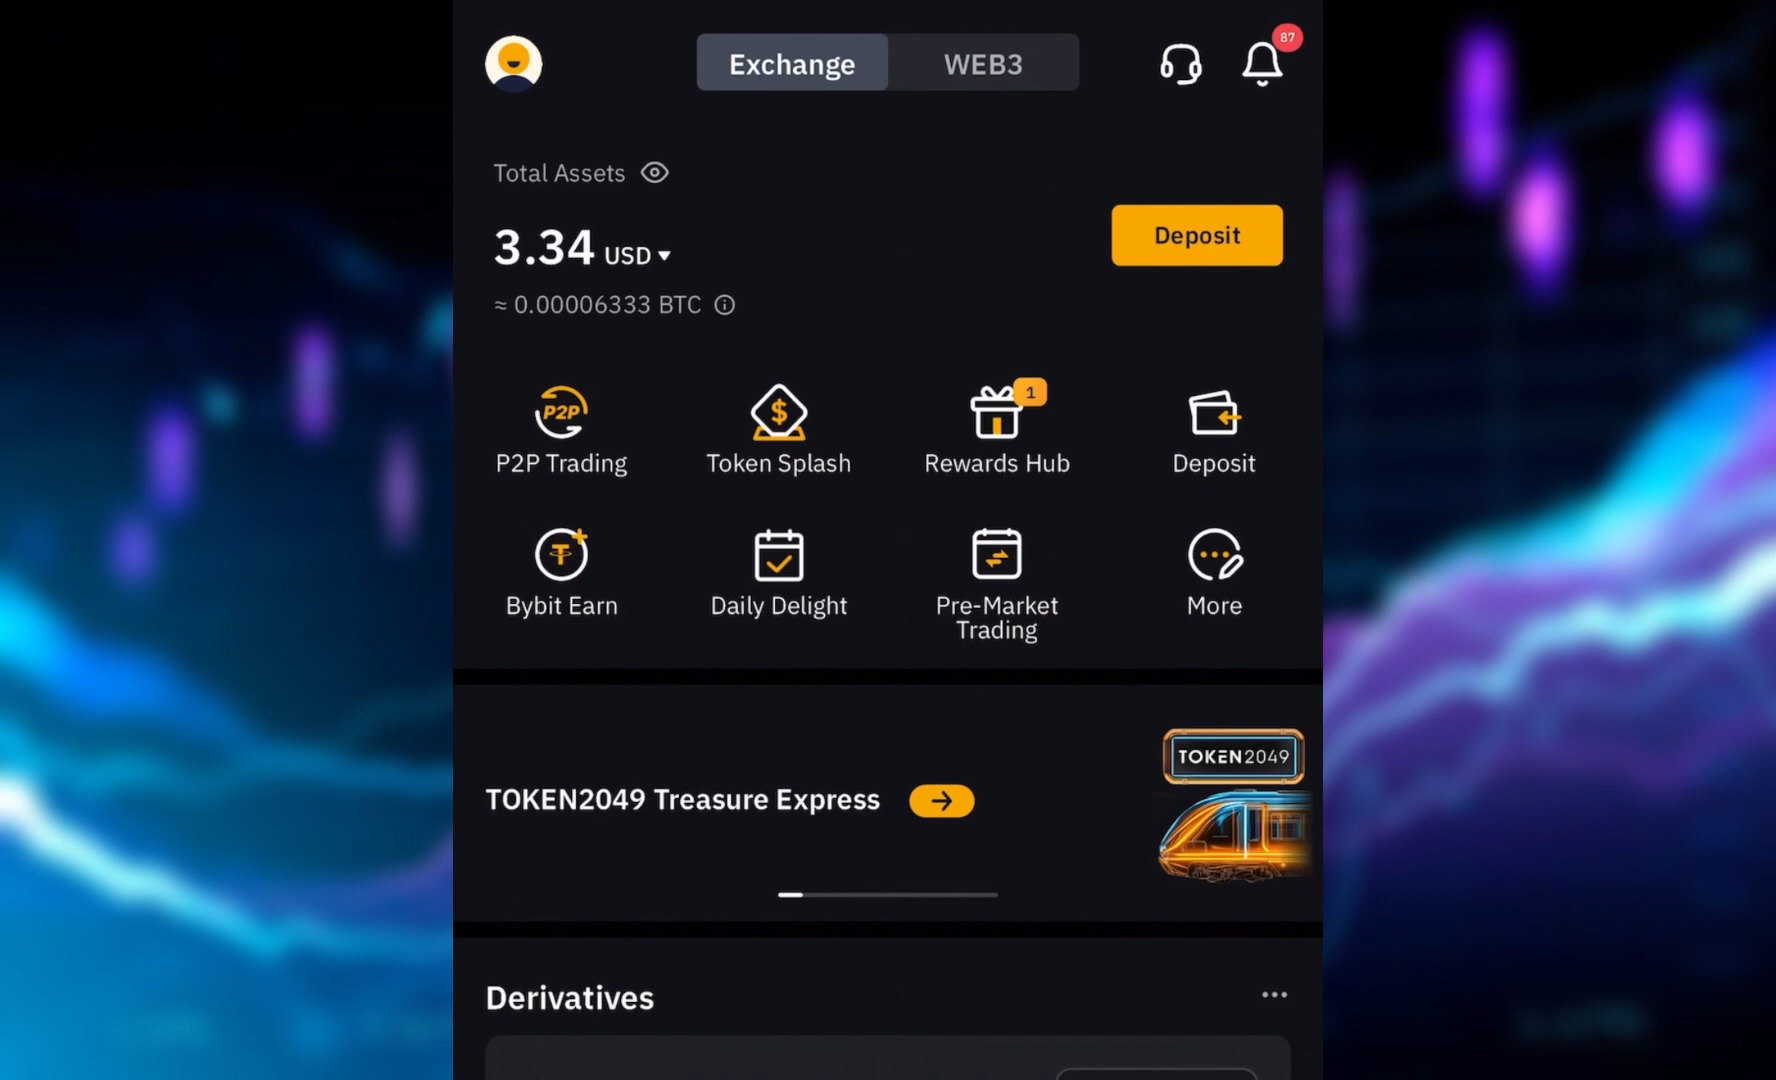 Exchange
WEB3
87
Total Assets
3.34 USD
Deposit
≈ 0.00006333 BTC
P2P
P2P Trading
$
Token Splash
1
Rewards Hub
Deposit
Bybit Earn
Daily Delight
Pre-Market
Trading
More
TOKEN2049
TOKEN2049 Treasure Express
Derivatives